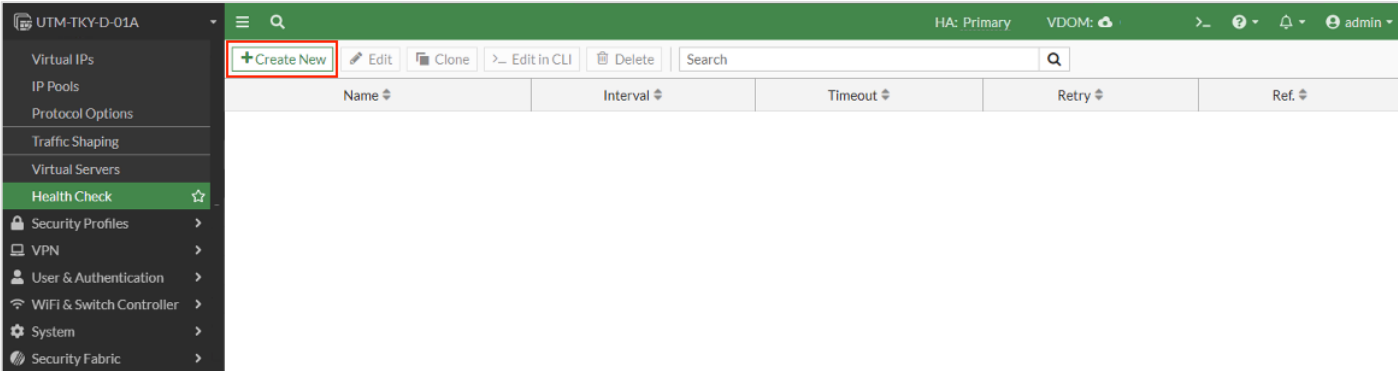 UTM-TKY-D-01A HA: Primary VDOM: >_ admin
Virtual IPs
IP Pools
Protocol Options
Traffic Shaping
Virtual Servers
Health Check
Security Profiles
VPN
User & Authentication
WiFi & Switch Controller
System
Security Fabric
+Create New Edit Clone >_ Edit in CLI Delete Search
Name Interval Timeout Retry Ref.